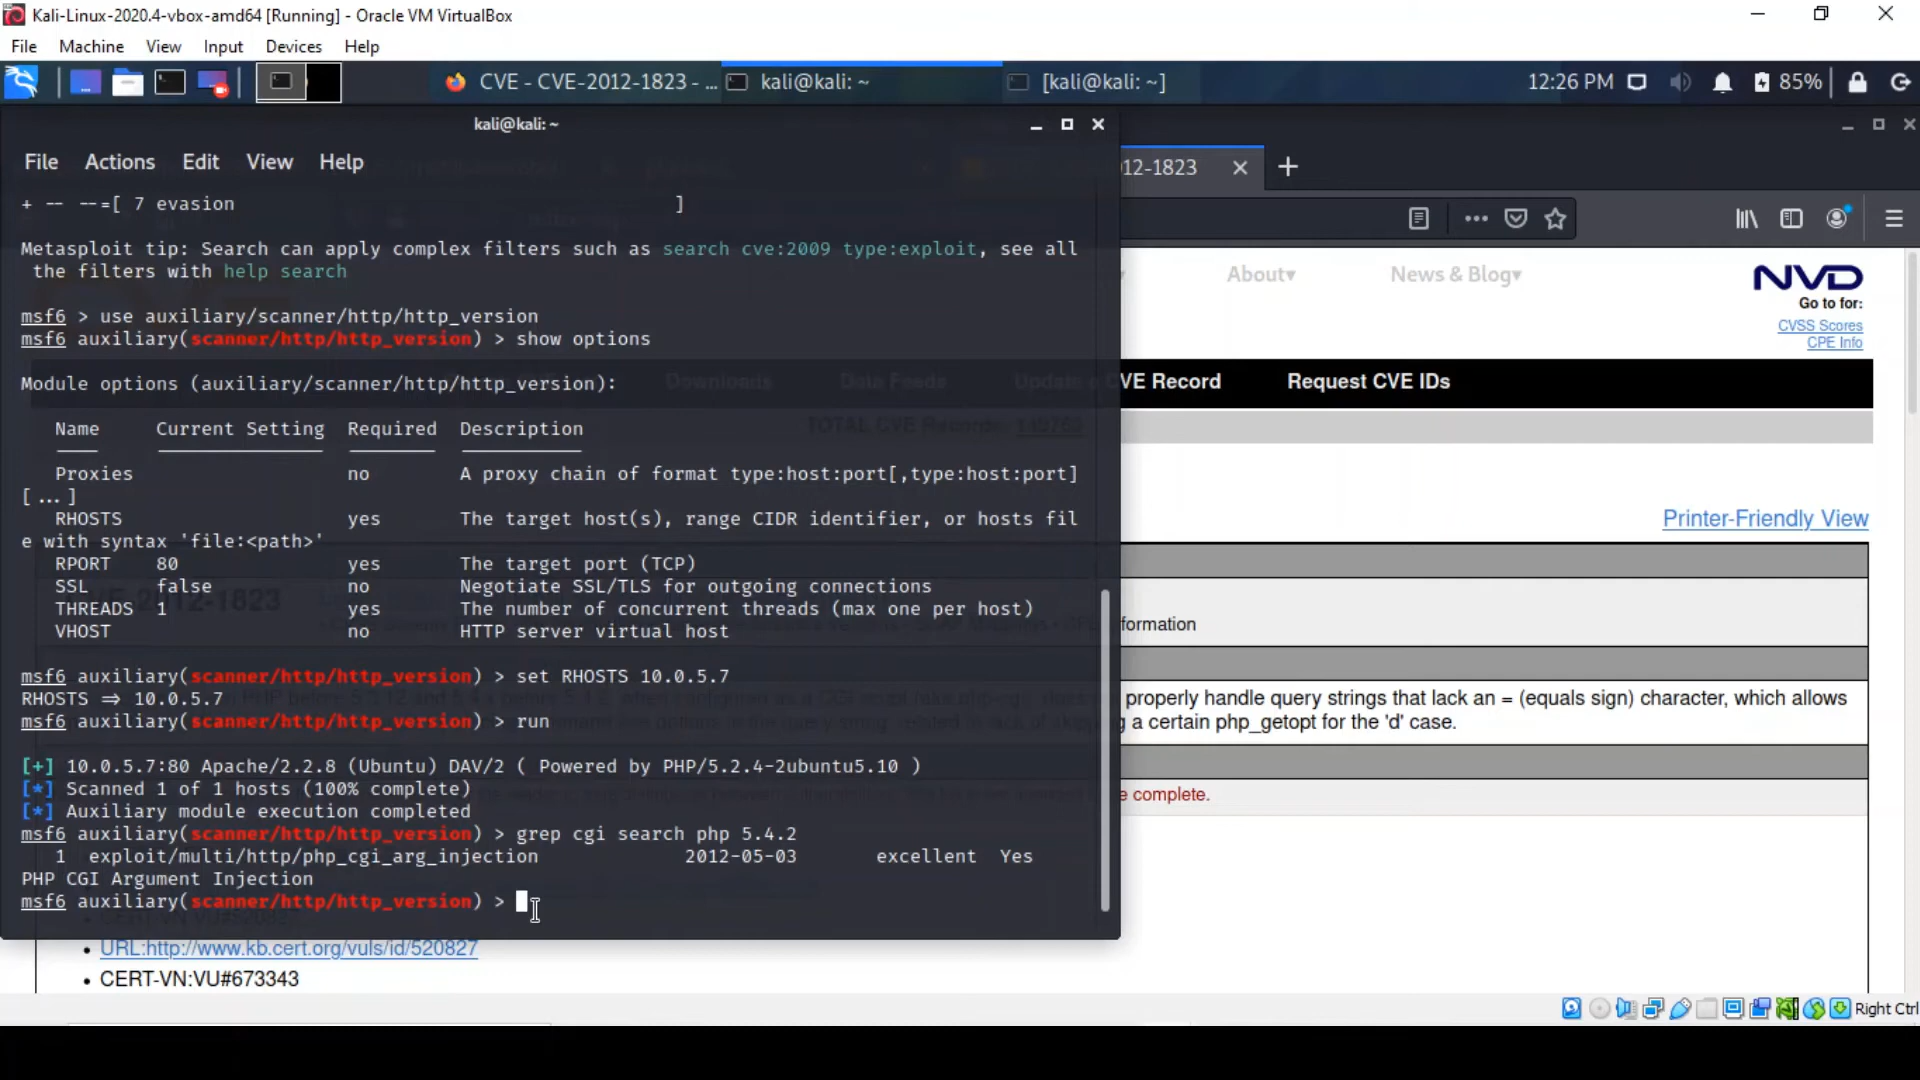 Kali-Linux-2020.4-vbox-amd64 [Running] - Oracle VM VirtualBox
File Machine View Input Devices Help
CVE - CVE-2012-1823 - ... kali@kali: ~ [kali@kali: ~] 12:26 PM 85%
kali@kali: ~
File Actions Edit View Help
12-1823
+ -- --=[ 7 evasion ]
Metasploit tip: Search can apply complex filters such as search cve:2009 type:exploit, see all
the filters with help search
msf6 > use auxiliary/scanner/http/http_version
msf6 auxiliary(scanner/http/http_version) > show options
Module options (auxiliary/scanner/http/http_version):
Name Current Setting Required Description
Proxies no A proxy chain of format type:host:port[,type:host:port]
[ ... ]
RHOSTS yes The target host(s), range CIDR identifier, or hosts fil
e with syntax 'file:<path>'
RPORT 80 yes The target port (TCP)
SSL false no Negotiate SSL/TLS for outgoing connections
THREADS 1 yes The number of concurrent threads (max one per host)
VHOST no HTTP server virtual host
msf6 auxiliary(scanner/http/http_version) > set RHOSTS 10.0.5.7
RHOSTS ⇒ 10.0.5.7
msf6 auxiliary(scanner/http/http_version) > run
[+] 10.0.5.7:80 Apache/2.2.8 (Ubuntu) DAV/2 ( Powered by PHP/5.2.4-2ubuntu5.10 )
[*] Scanned 1 of 1 hosts (100% complete)
[*] Auxiliary module execution completed
msf6 auxiliary(scanner/http/http_version) > grep cgi search php 5.4.2
1 exploit/multi/http/php_cgi_arg_injection 2012-05-03 excellent Yes
PHP CGI Argument Injection
msf6 auxiliary(scanner/http/http_version) >
About▾ News & Blog▾
NVD
Go to for:
CVSS Scores
CPE Info
Downloads Data Feeds Update a CVE Record Request CVE IDs
TOTAL CVE Records:
Printer-Friendly View
CVE-2012-1823
formation
properly handle query strings that lack an = (equals sign) character, which allows
g a certain php_getopt for the 'd' case.
e complete.
• URL:http://www.kb.cert.org/vuls/id/520827
• CERT-VN:VU#673343
Right Ctrl